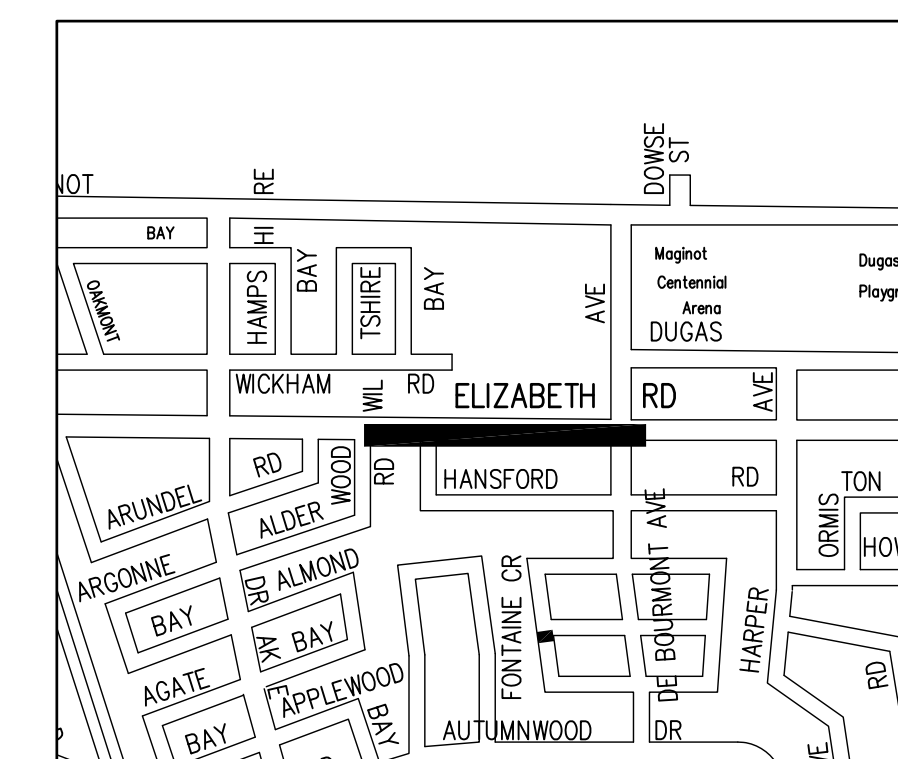 DOWSE
ST
NOT
RE
HI
BAY
Maginot
Centennial
Arena
DUGAS
Dugas
Playgr
OAKMONT
HAMPS
BAY
TSHIRE
BAY
AVE
WICKHAM
WIL
RD
ELIZABETH RD
AVE
RD
WOOD
RD
HANSFORD RD
ARUNDEL
ALDER
ORMIS
TON
HOW
ARGONNE
DR
ALMOND
BAY
AK
BAY
FONTAINE CR
DE BOURMONT AVE
HARPER
AGATE
E
APPLEWOOD
BAY
BAY
AUTUMNWOOD DR
RD
VE